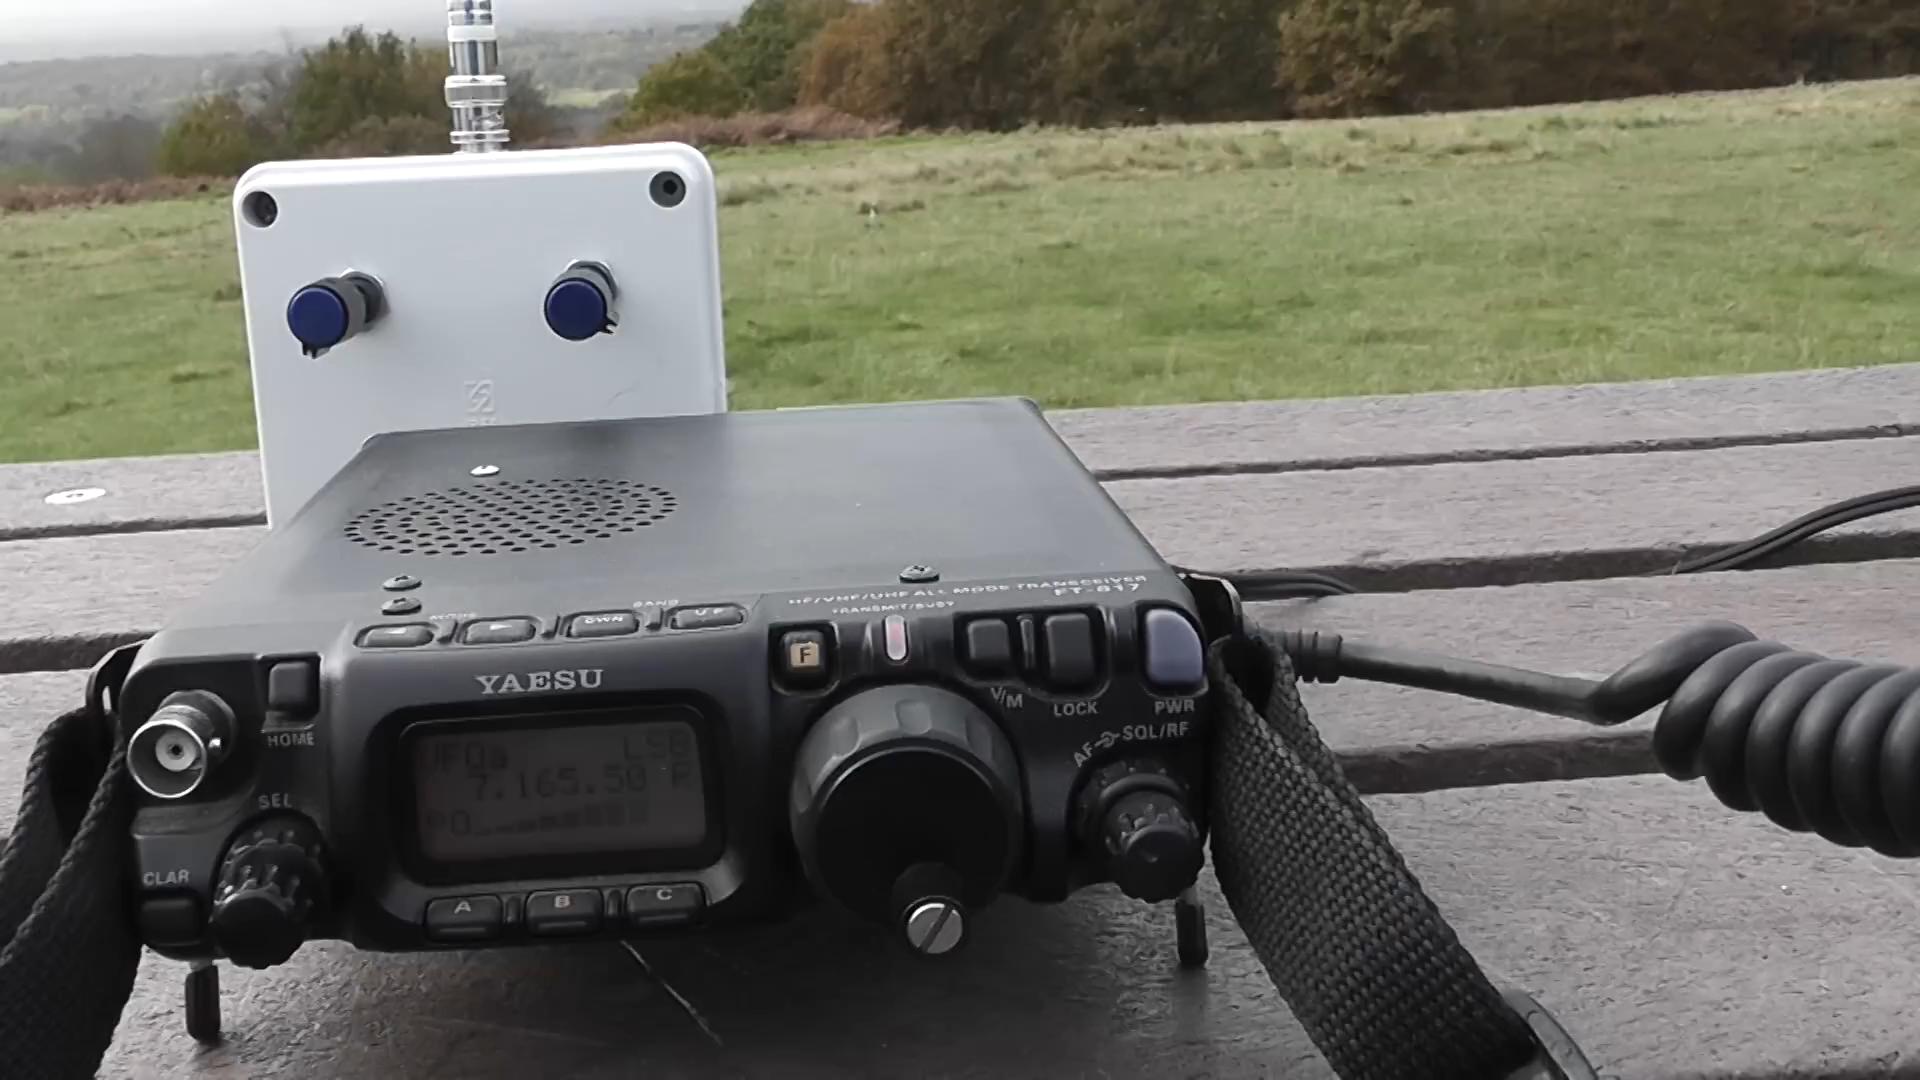 HF/VHF/UHF ALL MODE TRANSCEIVER
FT-817
MODE
BAND
TRANSMIT/BUSY
DWN
UP
F
YAESU
HOME
V/M
LOCK
PWR
AF
SQL/RF
VFOa
LSB
7.165.50
SEL
CLAR
A
B
C